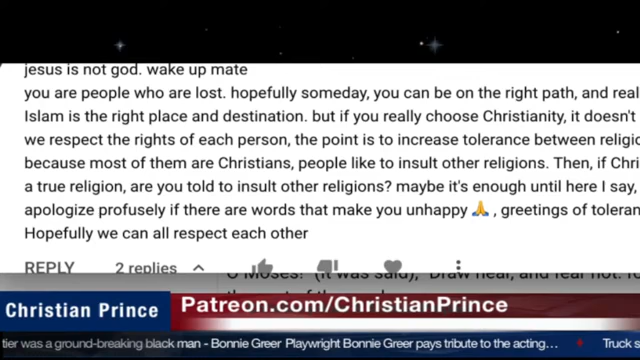 jesus is not god. wake up mate
you are people who are lost. hopefully someday, you can be on the right path, and real
Islam is the right place and destination. but if you really choose Christianity, it doesn't
we respect the rights of each person, the point is to increase tolerance between religio
because most of them are Christians, people like to insult other religions. Then, if Chris
a true religion, are you told to insult other religions? maybe it's enough until here I say,
apologize profusely if there are words that make you unhappy 🙏 , greetings of toleran
Hopefully we can all respect each other
REPLY 2 replies
O Moses! (It was said), "Draw near, and fear not.
Christian Prince Patreon.com/ChristianPrince
tier was a ground-breaking black man - Bonnie Greer Playwright Bonnie Greer pays tribute to the acting... Truck s